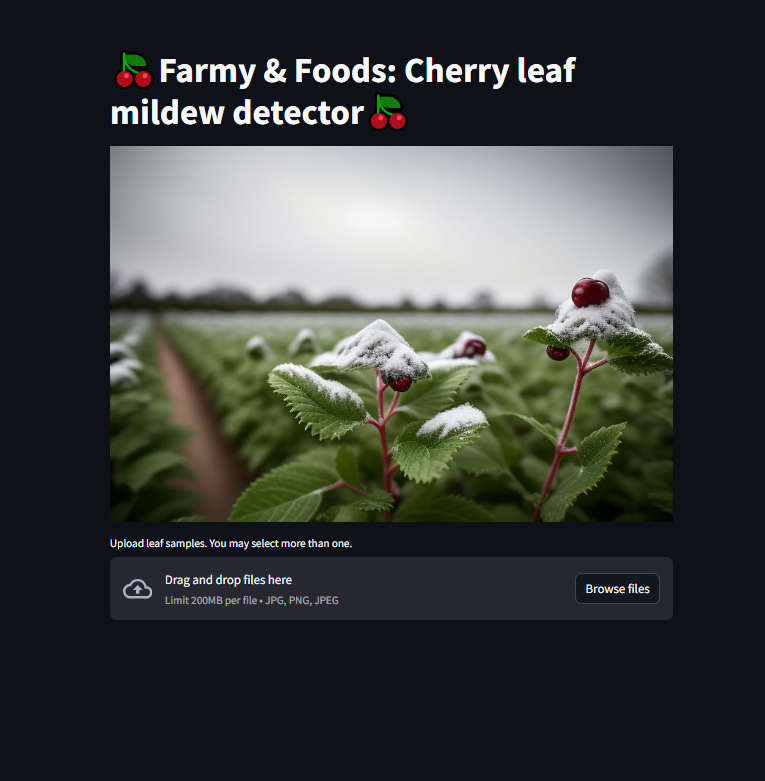 Farmy & Foods: Cherry leaf
mildew detector
Upload leaf samples. You may select more than one.
Drag and drop files here
Limit 200MB per file • JPG, PNG, JPEG
Browse files